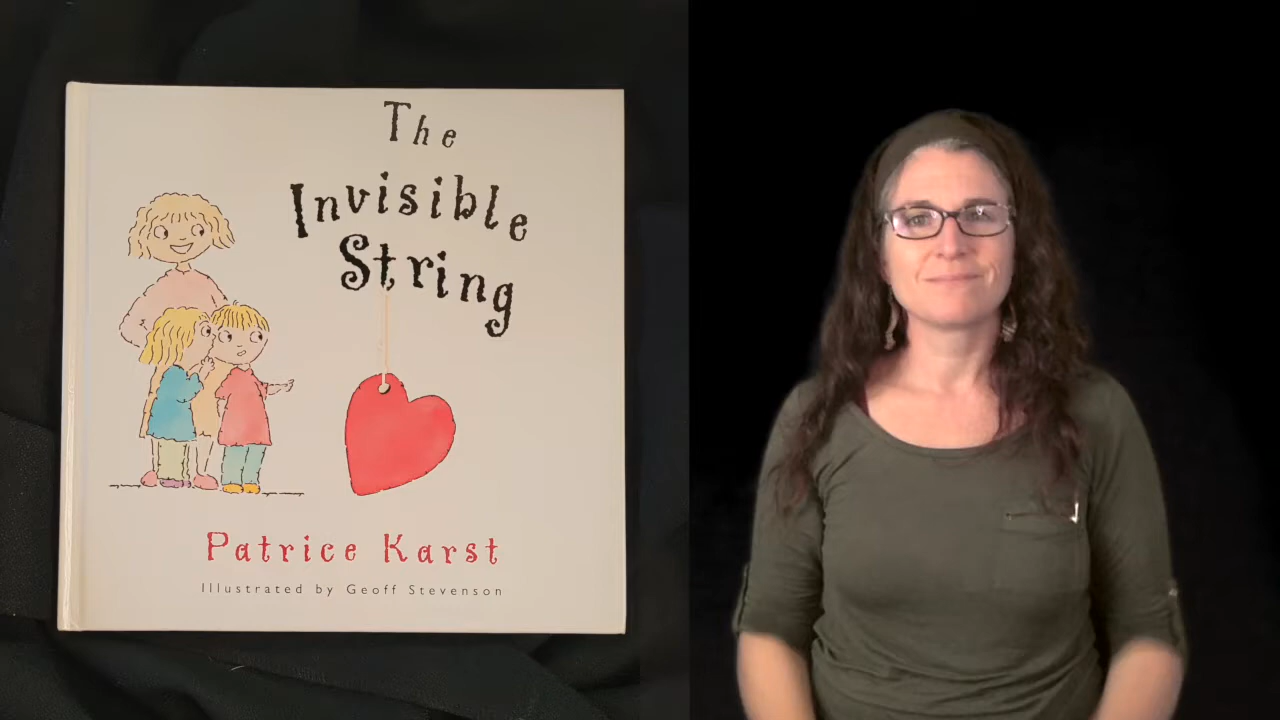 The
Invisible
String
Patrice Karst
Illustrated by Geoff Stevenson